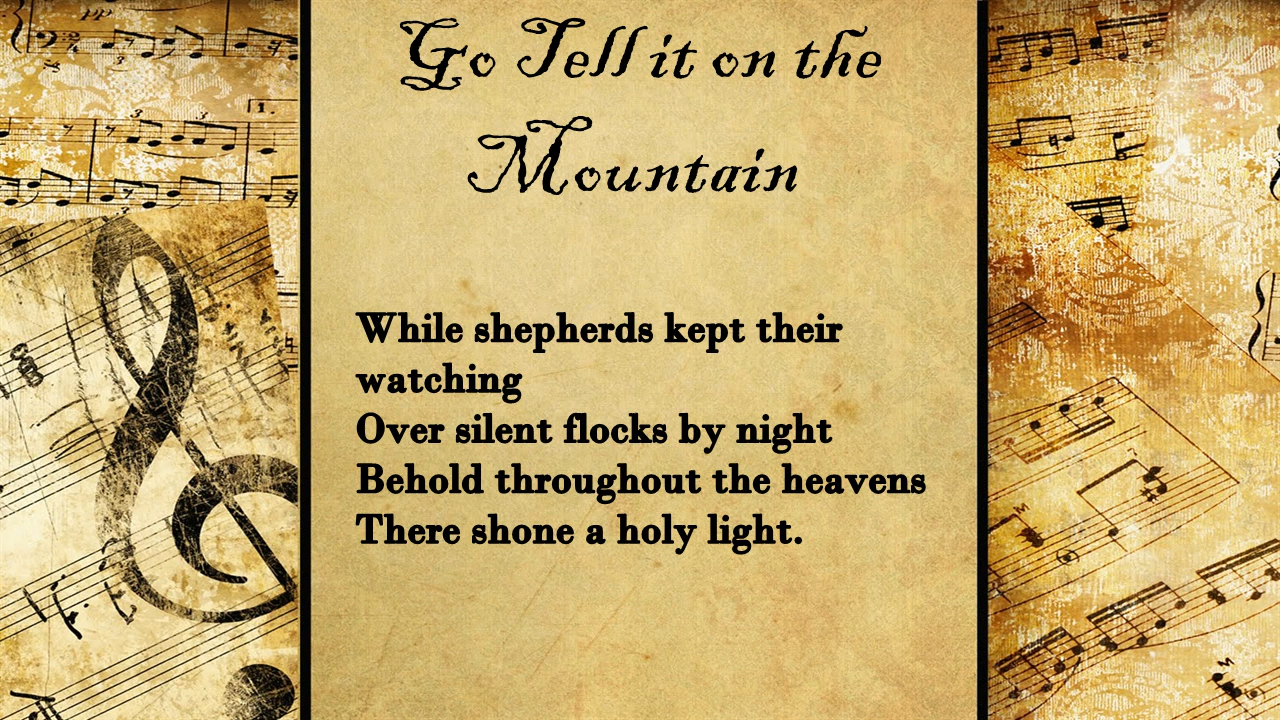 Go Tell it on the
Mountain
While shepherds kept their
watching
Over silent flocks by night
Behold throughout the heavens
There shone a holy light.